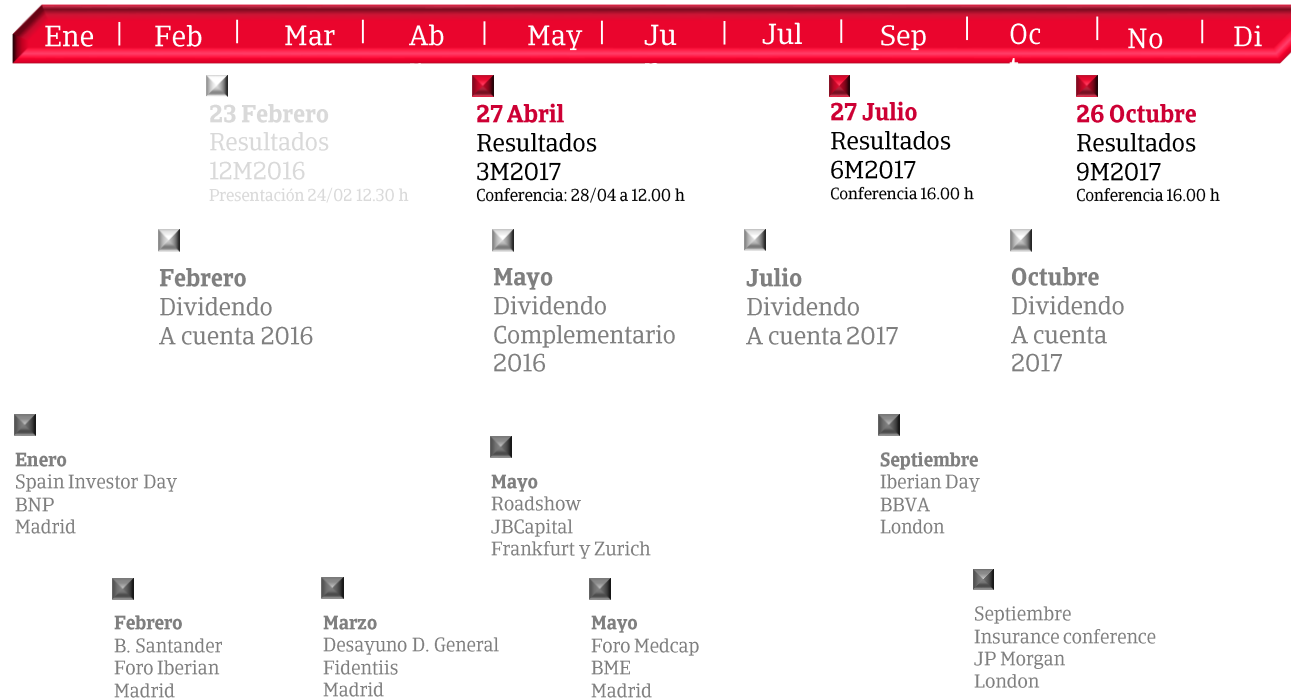 Ene | Feb | Mar | Ab | May | Ju | Jul | Sep | Oc | No | Di
t
23 Febrero
Resultados
12M2016
Presentación 24/02 12.30 h
27 Abril
Resultados
3M2017
Conferencia: 28/04 a 12.00 h
27 Julio
Resultados
6M2017
Conferencia 16.00 h
26 Octubre
Resultados
9M2017
Conferencia 16.00 h
Febrero
Dividendo
A cuenta 2016
Mayo
Dividendo
Complementario
2016
Julio
Dividendo
A cuenta 2017
Octubre
Dividendo
A cuenta
2017
Enero
Spain Investor Day
BNP
Madrid
Mayo
Roadshow
JBCapital
Frankfurt y Zurich
Septiembre
Iberian Day
BBVA
London
Febrero
B. Santander
Foro Iberian
Madrid
Marzo
Desayuno D. General
Fidentiis
Madrid
Mayo
Foro Medcap
BME
Madrid
Septiembre
Insurance conference
JP Morgan
London